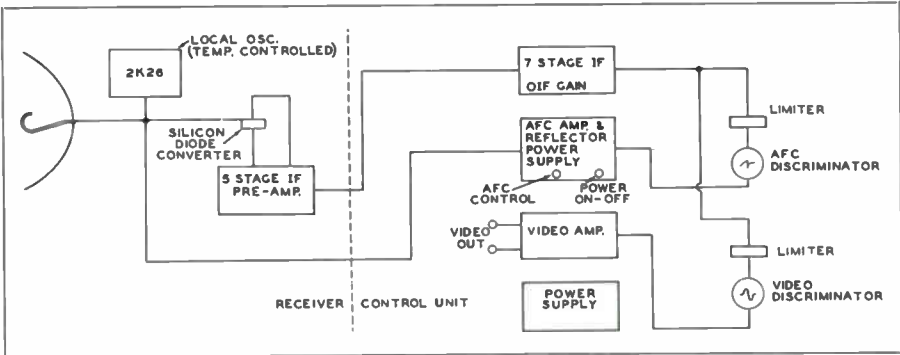 LOCAL OSC.
(TEMP. CONTROLLED)
2K26
SILICON
DIODE
CONVERTER
5 STAGE IF
PRE-AMP.
RECEIVER
CONTROL UNIT
7 STAGE IF
OIF GAIN
AFC AMP. &
REFLECTOR
POWER
SUPPLY
AFC
CONTROL
POWER
ON-OFF
VIDEO
OUT
VIDEO AMP.
POWER
SUPPLY
LIMITER
AFC
DISCRIMINATOR
LIMITER
VIDEO
DISCRIMINATOR